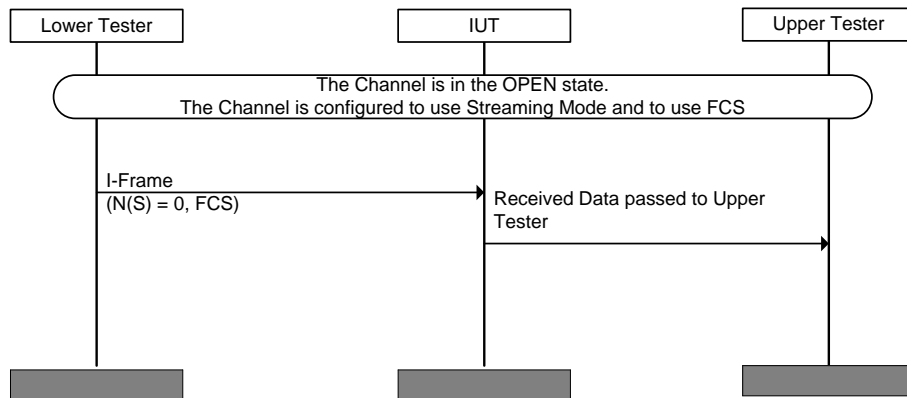 Lower Tester
IUT
Upper Tester
The Channel is in the OPEN state.
The Channel is configured to use Streaming Mode and to use FCS
I-Frame
(N(S) = 0, FCS)
Received Data passed to Upper
Tester